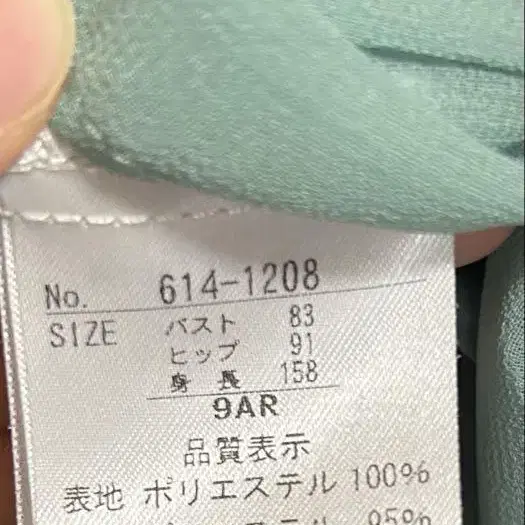 No. 614-1208
SIZE バスト 83
ヒップ 91
身長 158
9AR
品質表示
表地 ポリエステル 100%
95%